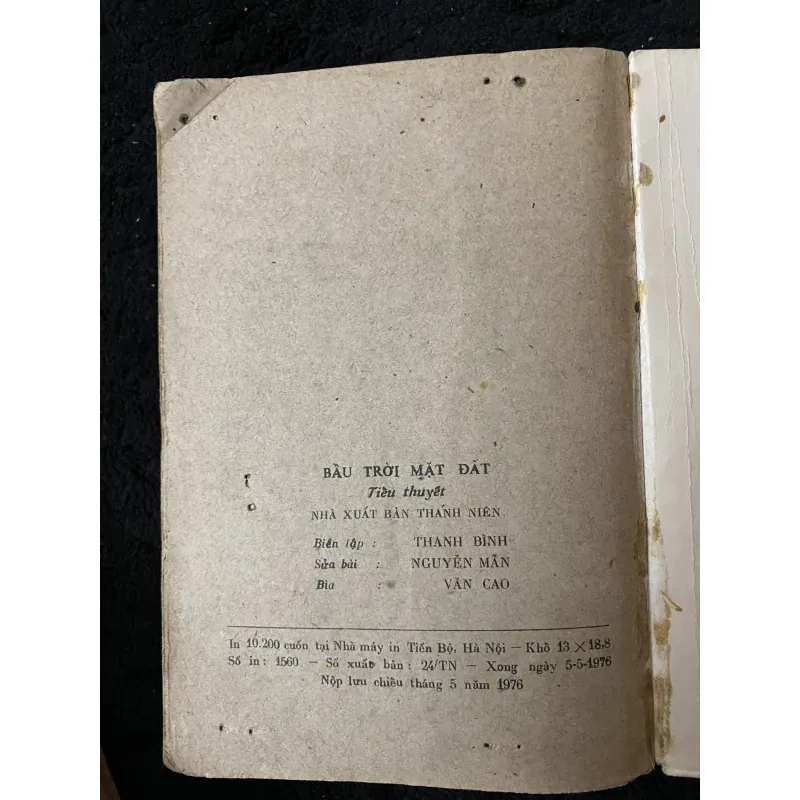 BẦU TRỜI MẶT ĐẤT
Tiểu thuyết
NHÀ XUẤT BẢN THANH NIÊN
Biên tập : THANH BÌNH
Sửa bài : NGUYỄN MẪN
Bìa : VĂN CAO
In 10.200 cuốn tại Nhà máy in Tiến Bộ, Hà Nội — Khổ 13 × 18,8
Số in: 1560 — Số xuất bản: 24/TN — Xong ngày 5-5-1976
Nộp lưu chiểu tháng 5 năm 1976